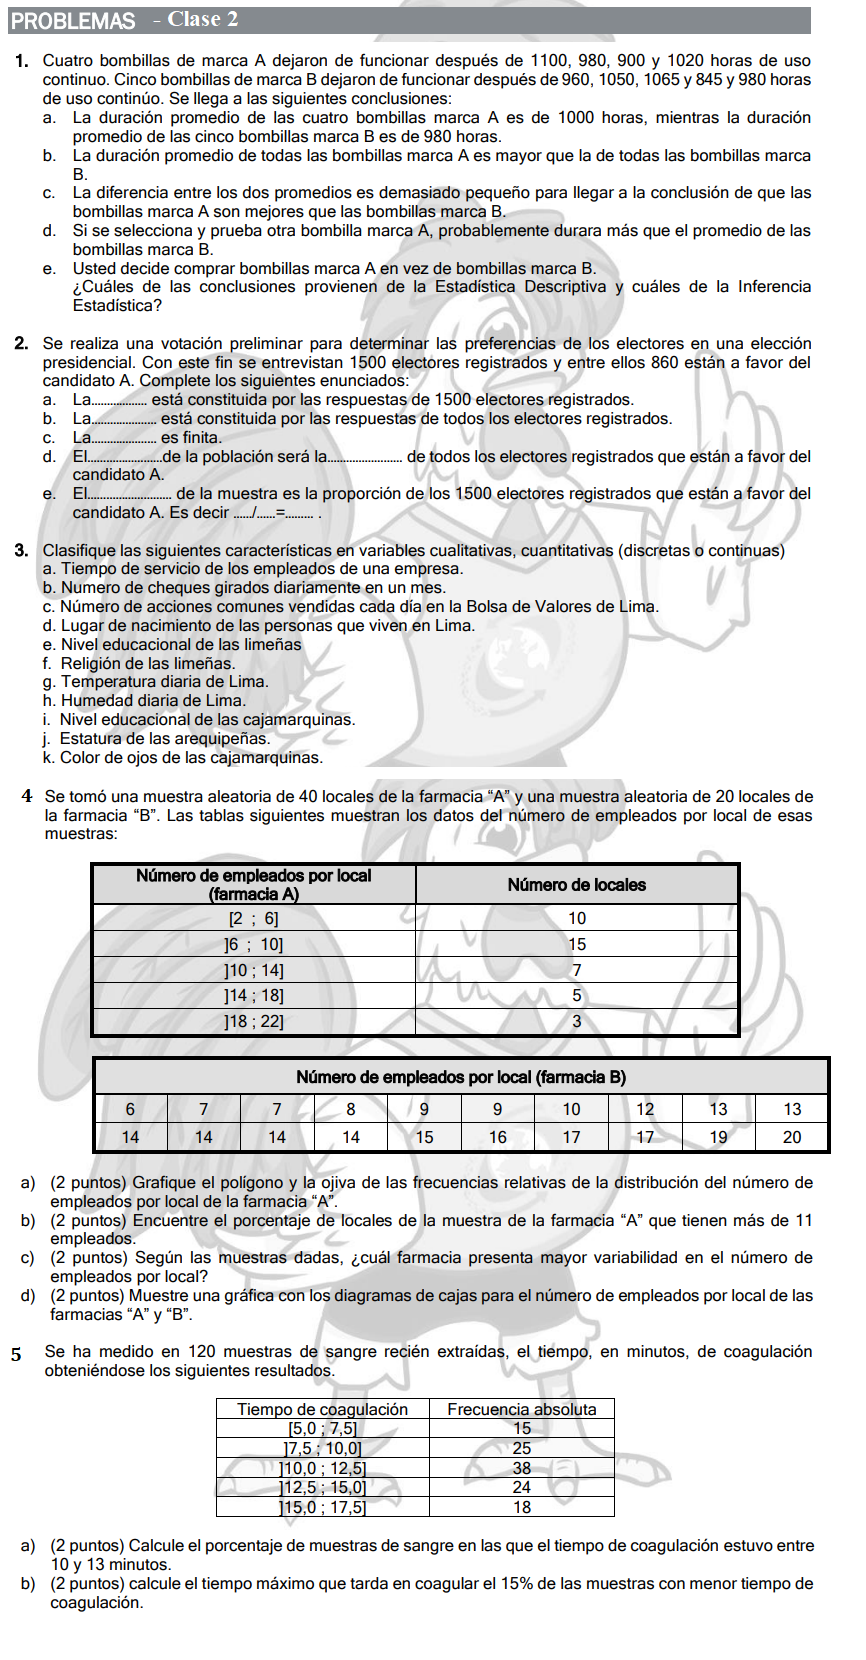 PROBLEMAS - Clase 2
1. Cuatro bombillas de marca A dejaron de funcionar después de 1100, 980, 900 y 1020 horas de uso
continuo. Cinco bombillas de marca B dejaron de funcionar después de 960, 1050, 1065 y 845 y 980 horas
de uso continúo. Se llega a las siguientes conclusiones:
a. La duración promedio de las cuatro bombillas marca A es de 1000 horas, mientras la duración
promedio de las cinco bombillas marca B es de 980 horas.
b. La duración promedio de todas las bombillas marca A es mayor que la de todas las bombillas marca
B.
c. La diferencia entre los dos promedios es demasiado pequeño para llegar a la conclusión de que las
bombillas marca A son mejores que las bombillas marca B.
d. Si se selecciona y prueba otra bombilla marca A, probablemente durara más que el promedio de las
bombillas marca B.
e. Usted decide comprar bombillas marca A en vez de bombillas marca B.
¿Cuáles de las conclusiones provienen de la Estadística Descriptiva y cuáles de la Inferencia
Estadística?
2. Se realiza una votación preliminar para determinar las preferencias de los electores en una elección
presidencial. Con este fin se entrevistan 1500 electores registrados y entre ellos 860 están a favor del
candidato A. Complete los siguientes enunciados:
a. La.................. está constituida por las respuestas de 1500 electores registrados.
b. La..................... está constituida por las respuestas de todos los electores registrados.
c. La..................... es finita.
d. El........................de la población será la........................ de todos los electores registrados que están a favor del
candidato A.
e. El........................... de la muestra es la proporción de los 1500 electores registrados que están a favor del
candidato A. Es decir ....../......=......... .
3. Clasifique las siguientes características en variables cualitativas, cuantitativas (discretas o continuas)
a. Tiempo de servicio de los empleados de una empresa.
b. Numero de cheques girados diariamente en un mes.
c. Número de acciones comunes vendidas cada día en la Bolsa de Valores de Lima.
d. Lugar de nacimiento de las personas que viven en Lima.
e. Nivel educacional de las limeñas
f. Religión de las limeñas.
g. Temperatura diaria de Lima.
h. Humedad diaria de Lima.
i. Nivel educacional de las cajamarquinas.
j. Estatura de las arequipeñas.
k. Color de ojos de las cajamarquinas.
4 Se tomó una muestra aleatoria de 40 locales de la farmacia “A” y una muestra aleatoria de 20 locales de
la farmacia “B”. Las tablas siguientes muestran los datos del número de empleados por local de esas
muestras:
Número de empleados por local
(farmacia A) Número de locales
[2 ; 6] 10
]6 ; 10] 15
]10 ; 14] 7
]14 ; 18] 5
]18 ; 22] 3
Número de empleados por local (farmacia B)
6 7 7 8 9 9 10 12 13 13
14 14 14 14 15 16 17 17 19 20
a) (2 puntos) Grafique el polígono y la ojiva de las frecuencias relativas de la distribución del número de
empleados por local de la farmacia “A”.
b) (2 puntos) Encuentre el porcentaje de locales de la muestra de la farmacia “A” que tienen más de 11
empleados.
c) (2 puntos) Según las muestras dadas, ¿cuál farmacia presenta mayor variabilidad en el número de
empleados por local?
d) (2 puntos) Muestre una gráfica con los diagramas de cajas para el número de empleados por local de las
farmacias “A” y “B”.
5 Se ha medido en 120 muestras de sangre recién extraídas, el tiempo, en minutos, de coagulación
obteniéndose los siguientes resultados.
Tiempo de coagulación Frecuencia absoluta
[5,0 ; 7,5] 15
]7,5 ; 10,0] 25
]10,0 ; 12,5] 38
]12,5 ; 15,0] 24
]15,0 ; 17,5] 18
a) (2 puntos) Calcule el porcentaje de muestras de sangre en las que el tiempo de coagulación estuvo entre
10 y 13 minutos.
b) (2 puntos) calcule el tiempo máximo que tarda en coagular el 15% de las muestras con menor tiempo de
coagulación.